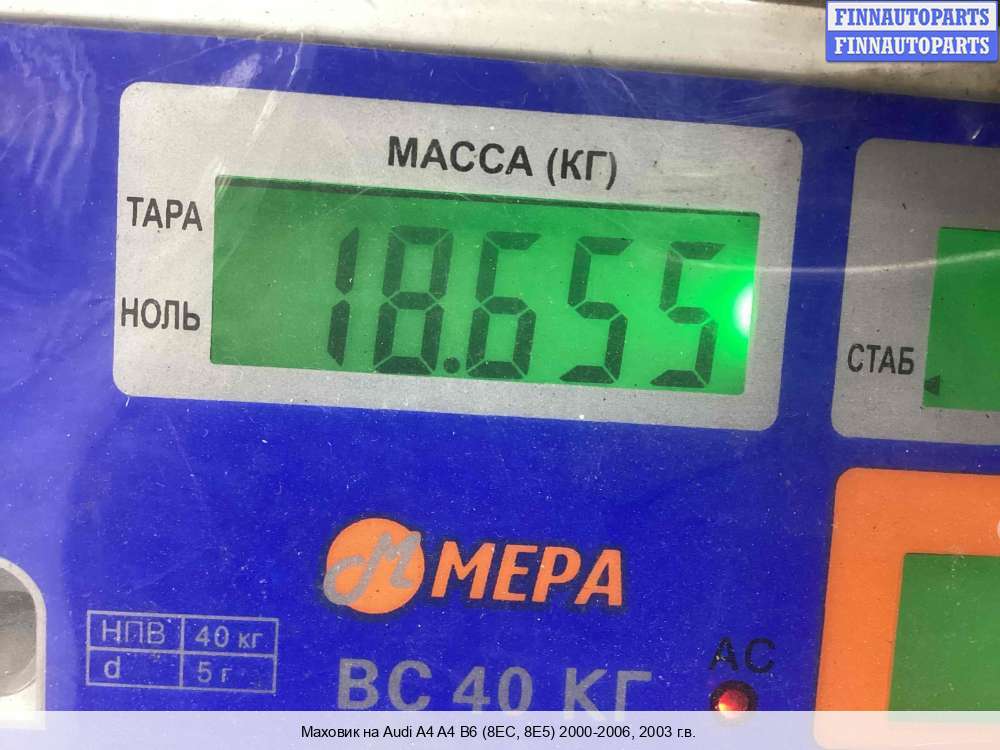 FINNAUTOPARTS
FINNAUTOPARTS
МАССА (КГ)
ТАРА
18.655
НОЛЬ
СТАБ
М МЕРА
НПВ 40 кг
d 5 г
АС
ВС 40 КГ
Маховик на Audi A4 A4 B6 (8EC, 8E5) 2000-2006, 2003 г.в.